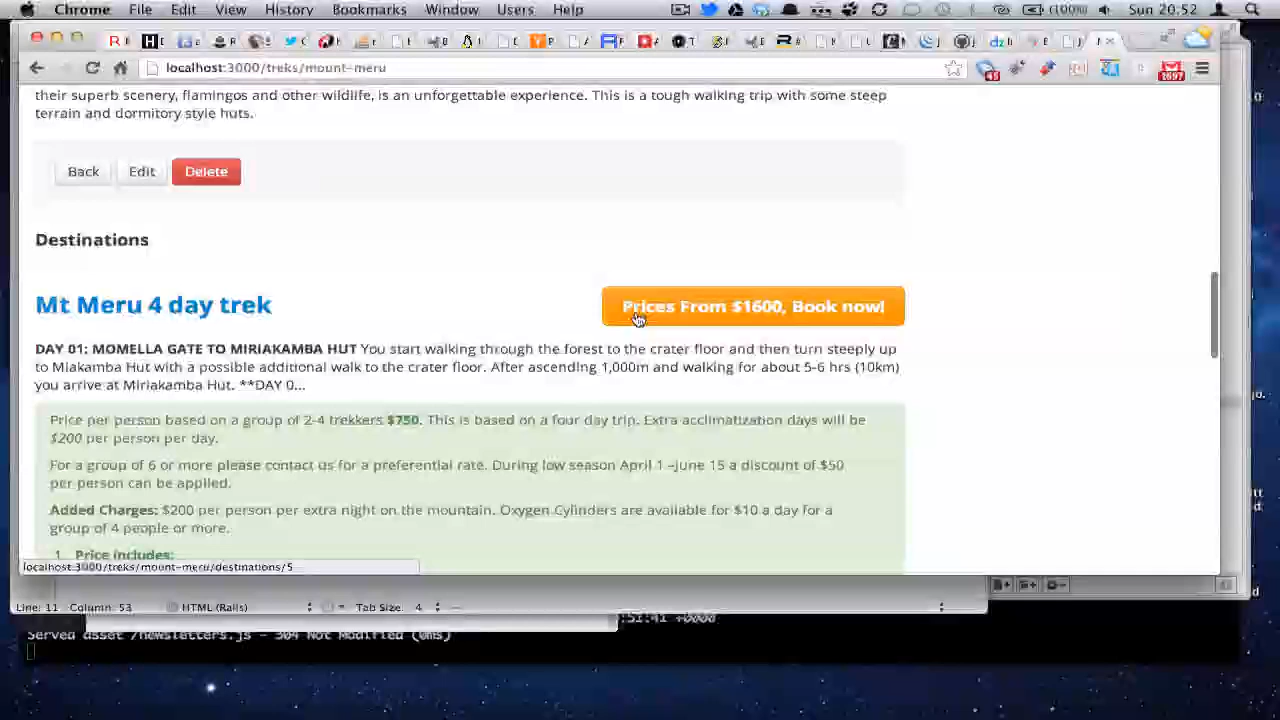 Chrome File Edit View History Bookmarks Window Users Help (100%) Sun 20:52
localhost:3000/treks/mount-meru 45 1697
their superb scenery, flamingos and other wildlife, is an unforgettable experience. This is a tough walking trip with some steep
terrain and dormitory style huts.
Back Edit Delete
Destinations
Mt Meru 4 day trek Prices From $1600, Book now!
DAY 01: MOMELLA GATE TO MIRIAKAMBA HUT You start walking through the forest to the crater floor and then turn steeply up
to Miakamba Hut with a possible additional walk to the crater floor. After ascending 1,000m and walking for about 5-6 hrs (10km)
you arrive at Miriakamba Hut. **DAY 0...
Price per person based on a group of 2-4 trekkers $750. This is based on a four day trip. Extra acclimatization days will be
$200 per person per day.
For a group of 6 or more please contact us for a preferential rate. During low season April 1 –June 15 a discount of $50
per person can be applied.
Added Charges: $200 per person per extra night on the mountain. Oxygen Cylinders are available for $10 a day for a
group of 4 people or more.
1. Price includes:
localhost:3000/treks/mount-meru/destinations/5
Line: 11 Column: 53 HTML (Rails) Tab Size: 4
:51:41 +0000
Served asset /newsletters.js - 304 Not Modified (0ms)